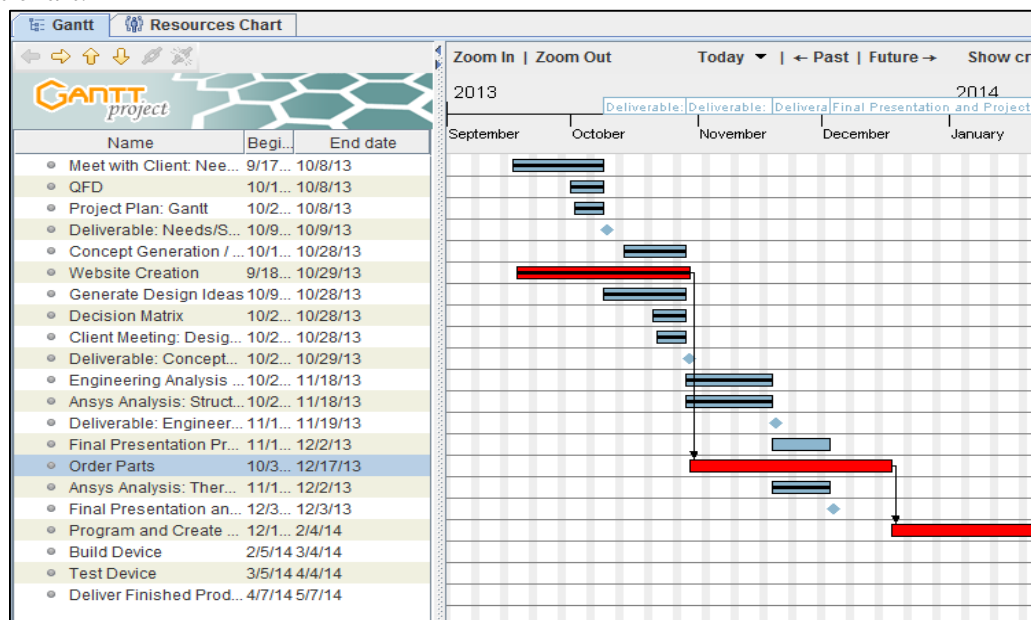 Gantt
Resources Chart
Zoom In | Zoom Out
Today
| ← Past | Future →
Show cr
GANTT
project
2013
2014
Deliverable:
Deliverable:
Delivera
Final Presentation and Project
September
October
November
December
January
Name
Begi...
End date
Meet with Client: Nee... 9/17... 10/8/13
QFD 10/1... 10/8/13
Project Plan: Gantt 10/2... 10/8/13
Deliverable: Needs/S... 10/9... 10/9/13
Concept Generation / ... 10/1... 10/28/13
Website Creation 9/18... 10/29/13
Generate Design Ideas 10/9... 10/28/13
Decision Matrix 10/2... 10/28/13
Client Meeting: Desig... 10/2... 10/28/13
Deliverable: Concept... 10/2... 10/29/13
Engineering Analysis ... 10/2... 11/18/13
Ansys Analysis: Struct... 10/2... 11/18/13
Deliverable: Engineer... 11/1... 11/19/13
Final Presentation Pr... 11/1... 12/2/13
Order Parts 10/3... 12/17/13
Ansys Analysis: Ther... 11/1... 12/2/13
Final Presentation an... 12/3... 12/3/13
Program and Create ... 12/1... 2/4/14
Build Device 2/5/14 3/4/14
Test Device 3/5/14 4/4/14
Deliver Finished Prod... 4/7/14 5/7/14